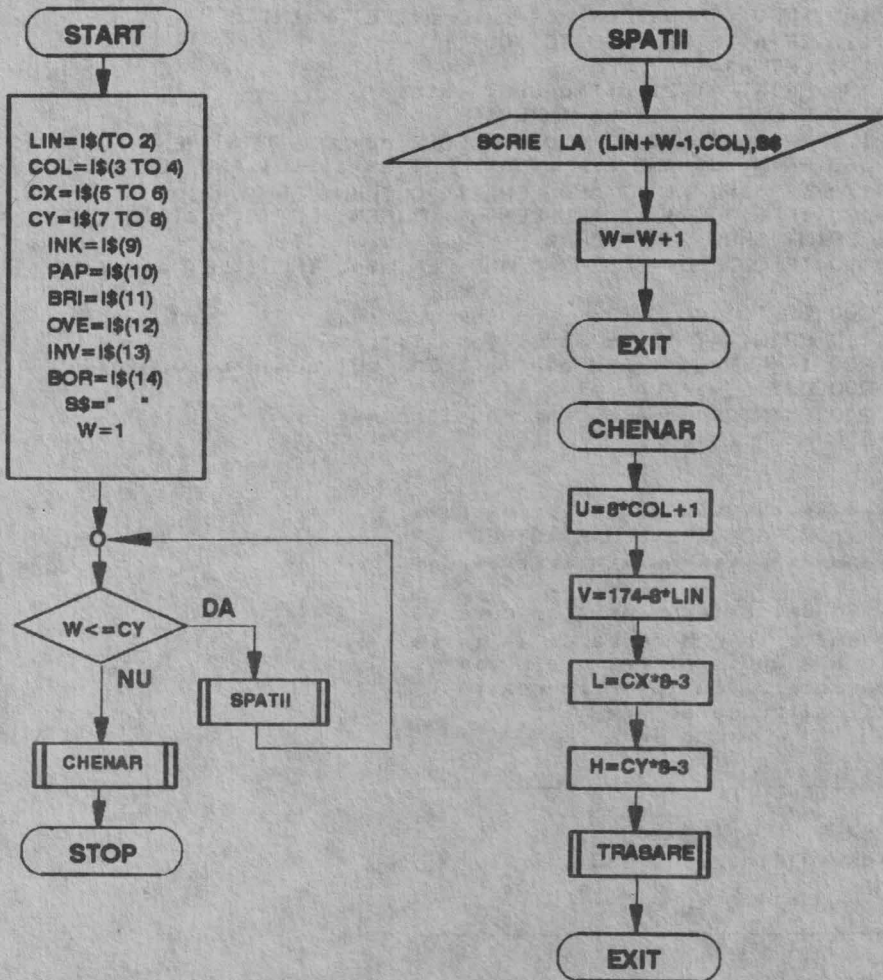 START
LIN=I$(TO 2)
COL=I$(3 TO 4)
CX=I$(5 TO 6)
CY=I$(7 TO 8)
INK=I$(9)
PAP=I$(10)
BRI=I$(11)
OVE=I$(12)
INV=I$(13)
BOR=I$(14)
S$=" "
W=1
W<=CY
DA
NU
SPATII
CHENAR
STOP
SPATII
SCRIE LA (LIN+W-1,COL),S$
W=W+1
EXIT
CHENAR
U=8*COL+1
V=174-8*LIN
L=CX*8-3
H=CY*8-3
TRASARE
EXIT